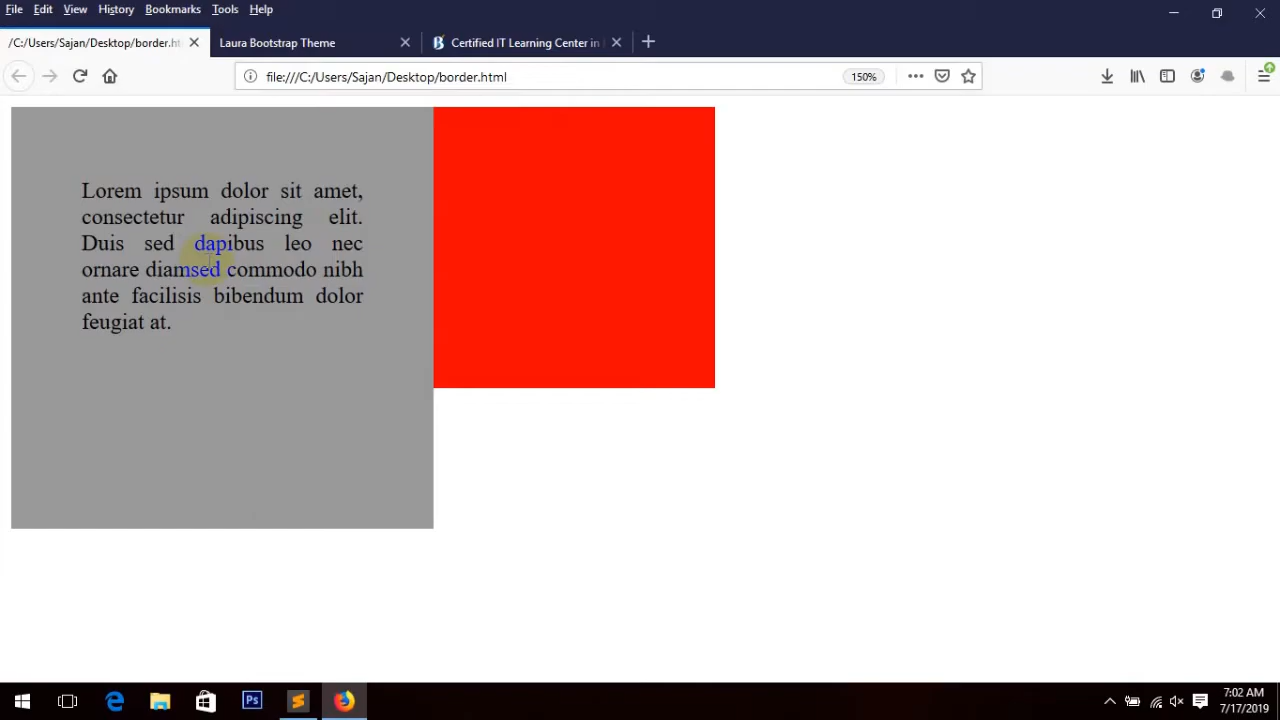 File Edit View History Bookmarks Tools Help
/C:/Users/Sajan/Desktop/border.ht
Laura Bootstrap Theme
Certified IT Learning Center in
file:///C:/Users/Sajan/Desktop/border.html
150%
Lorem ipsum dolor sit amet,
consectetur adipiscing elit.
Duis sed dapibus leo nec
ornare diamsed commodo nibh
ante facilisis bibendum dolor
feugiat at.
Ps
7:02 AM
7/17/2019